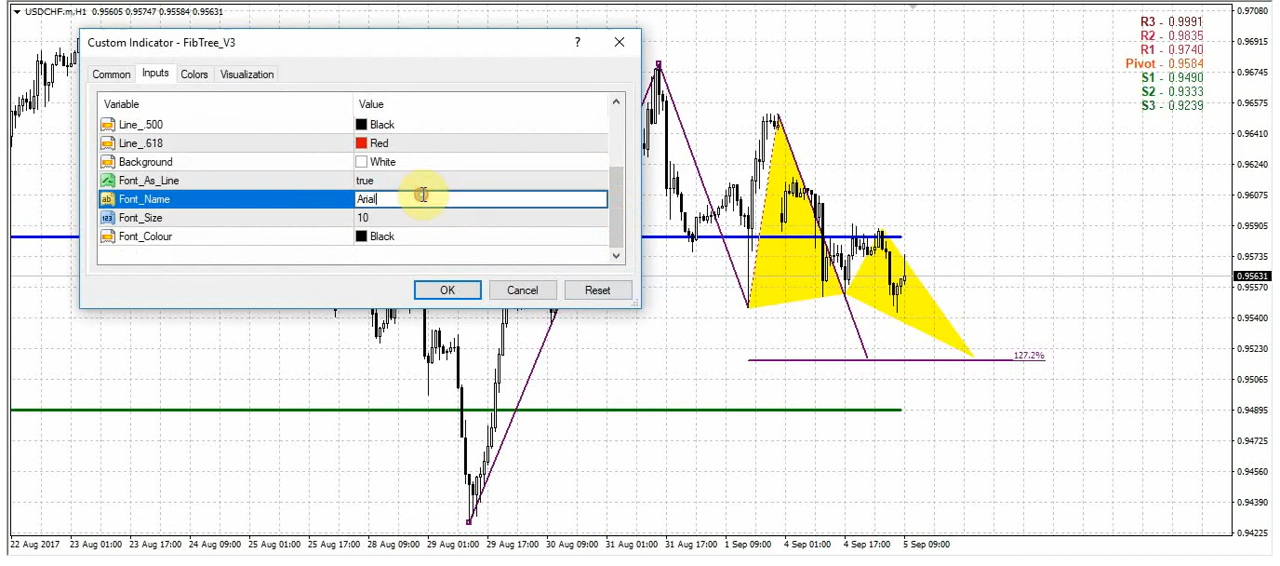 USDCHF.m,H1 0.95605 0.95747 0.95584 0.95631
Custom Indicator - FibTree_V3
?
Common Inputs Colors Visualization
Variable Value
Line_.500 Black
Line_.618 Red
Background White
Font_As_Line true
ab Font_Name Arial
123 Font_Size 10
Font_Colour Black
OK Cancel Reset
R3 - 0.9991
R2 - 0.9835
R1 - 0.9740
Pivot - 0.9584
S1 - 0.9490
S2 - 0.9333
S3 - 0.9239
127.2%
0.97080
0.96915
0.96745
0.96575
0.96410
0.96240
0.96075
0.95905
0.95735
0.95631
0.95570
0.95400
0.95230
0.95065
0.94895
0.94725
0.94560
0.94390
0.94225
22 Aug 2017 23 Aug 01:00 23 Aug 17:00 24 Aug 09:00 25 Aug 01:00 25 Aug 17:00 28 Aug 09:00 29 Aug 01:00 29 Aug 17:00 30 Aug 09:00 31 Aug 01:00 31 Aug 17:00 1 Sep 09:00 4 Sep 01:00 4 Sep 17:00 5 Sep 09:00